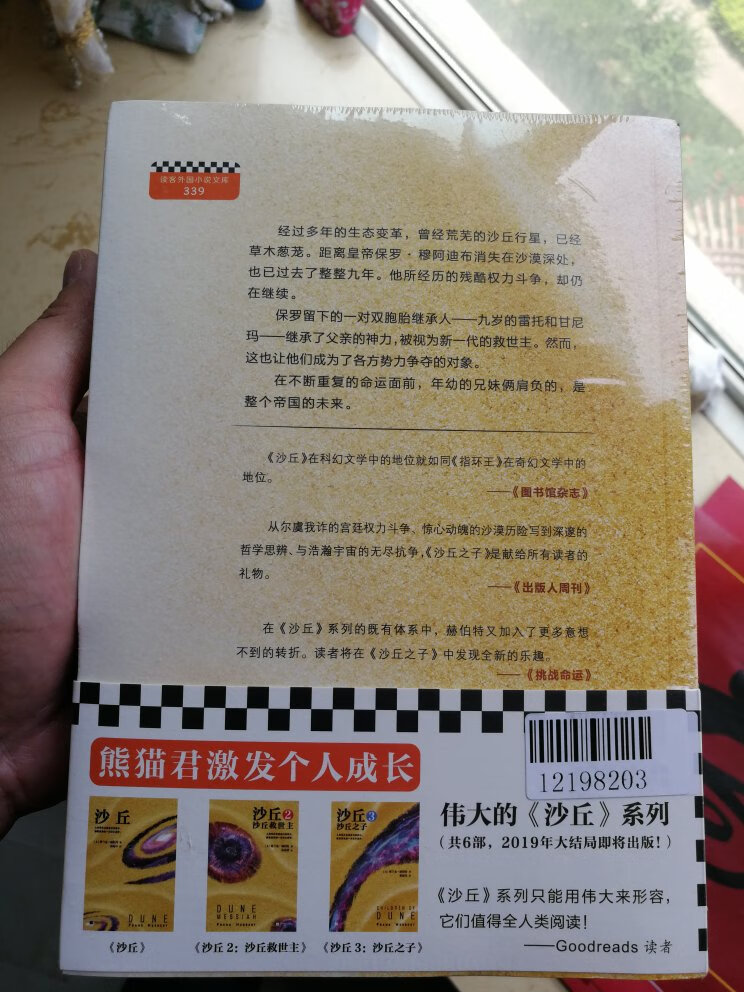 读客外国小说文库
339
经过多年的生态变革，曾经荒芜的沙丘行星，已经
草木葱茏。距离皇帝保罗·穆阿迪布消失在沙漠深处，
也已过去了整整九年。他所经历的残酷权力斗争，却仍
在继续。
保罗留下的一对双胞胎继承人——九岁的雷托和甘尼
玛——继承了父亲的神力，被视为新一代的救世主。然而，
这也让他们成为了各方势力争夺的对象。
在不断重复的命运面前，年幼的兄妹俩肩负的，是
整个帝国的未来。
《沙丘》在科幻文学中的地位就如同《指环王》在奇幻文学中的
地位。
——《图书馆杂志》
从尔虞我诈的宫廷权力斗争、惊心动魄的沙漠历险写到深邃的
哲学思辨、与浩瀚宇宙的无尽抗争，《沙丘之子》是献给所有读者的
礼物。
——《出版人周刊》
在《沙丘》系列的既有体系中，赫伯特又加入了更多意想
不到的转折。读者将在《沙丘之子》中发现全新的乐趣。
——《挑战命运》
熊猫君激发个人成长
12198203
沙丘
DUNE
FRANK HERBERT
《沙丘》
沙丘2
沙丘救世主
DUNE
MESSIAH
FRANK HERBERT
《沙丘2：沙丘救世主》
沙丘3
沙丘之子
CHILDREN OF
DUNE
FRANK HERBERT
《沙丘3：沙丘之子》
伟大的《沙丘》系列
（共6部，2019年大结局即将出版！）
《沙丘》系列只能用伟大来形容，
它们值得全人类阅读！
——Goodreads 读者